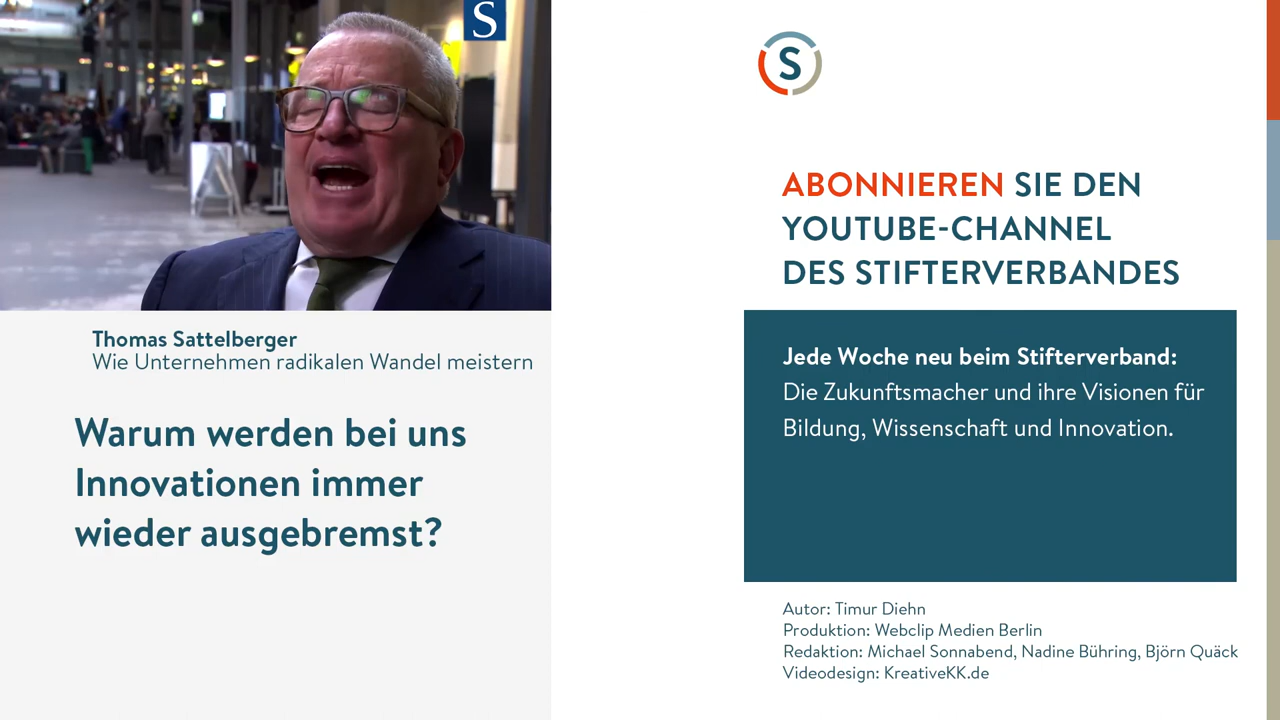 S
Thomas Sattelberger
Wie Unternehmen radikalen Wandel meistern
Warum werden bei uns
Innovationen immer
wieder ausgebremst?
S
ABONNIEREN SIE DEN
YOUTUBE-CHANNEL
DES STIFTERVERBANDES
Jede Woche neu beim Stifterverband:
Die Zukunftsmacher und ihre Visionen für
Bildung, Wissenschaft und Innovation.
Autor: Timur Diehn
Produktion: Webclip Medien Berlin
Redaktion: Michael Sonnabend, Nadine Bühring, Björn Quäck
Videodesign: KreativeKK.de